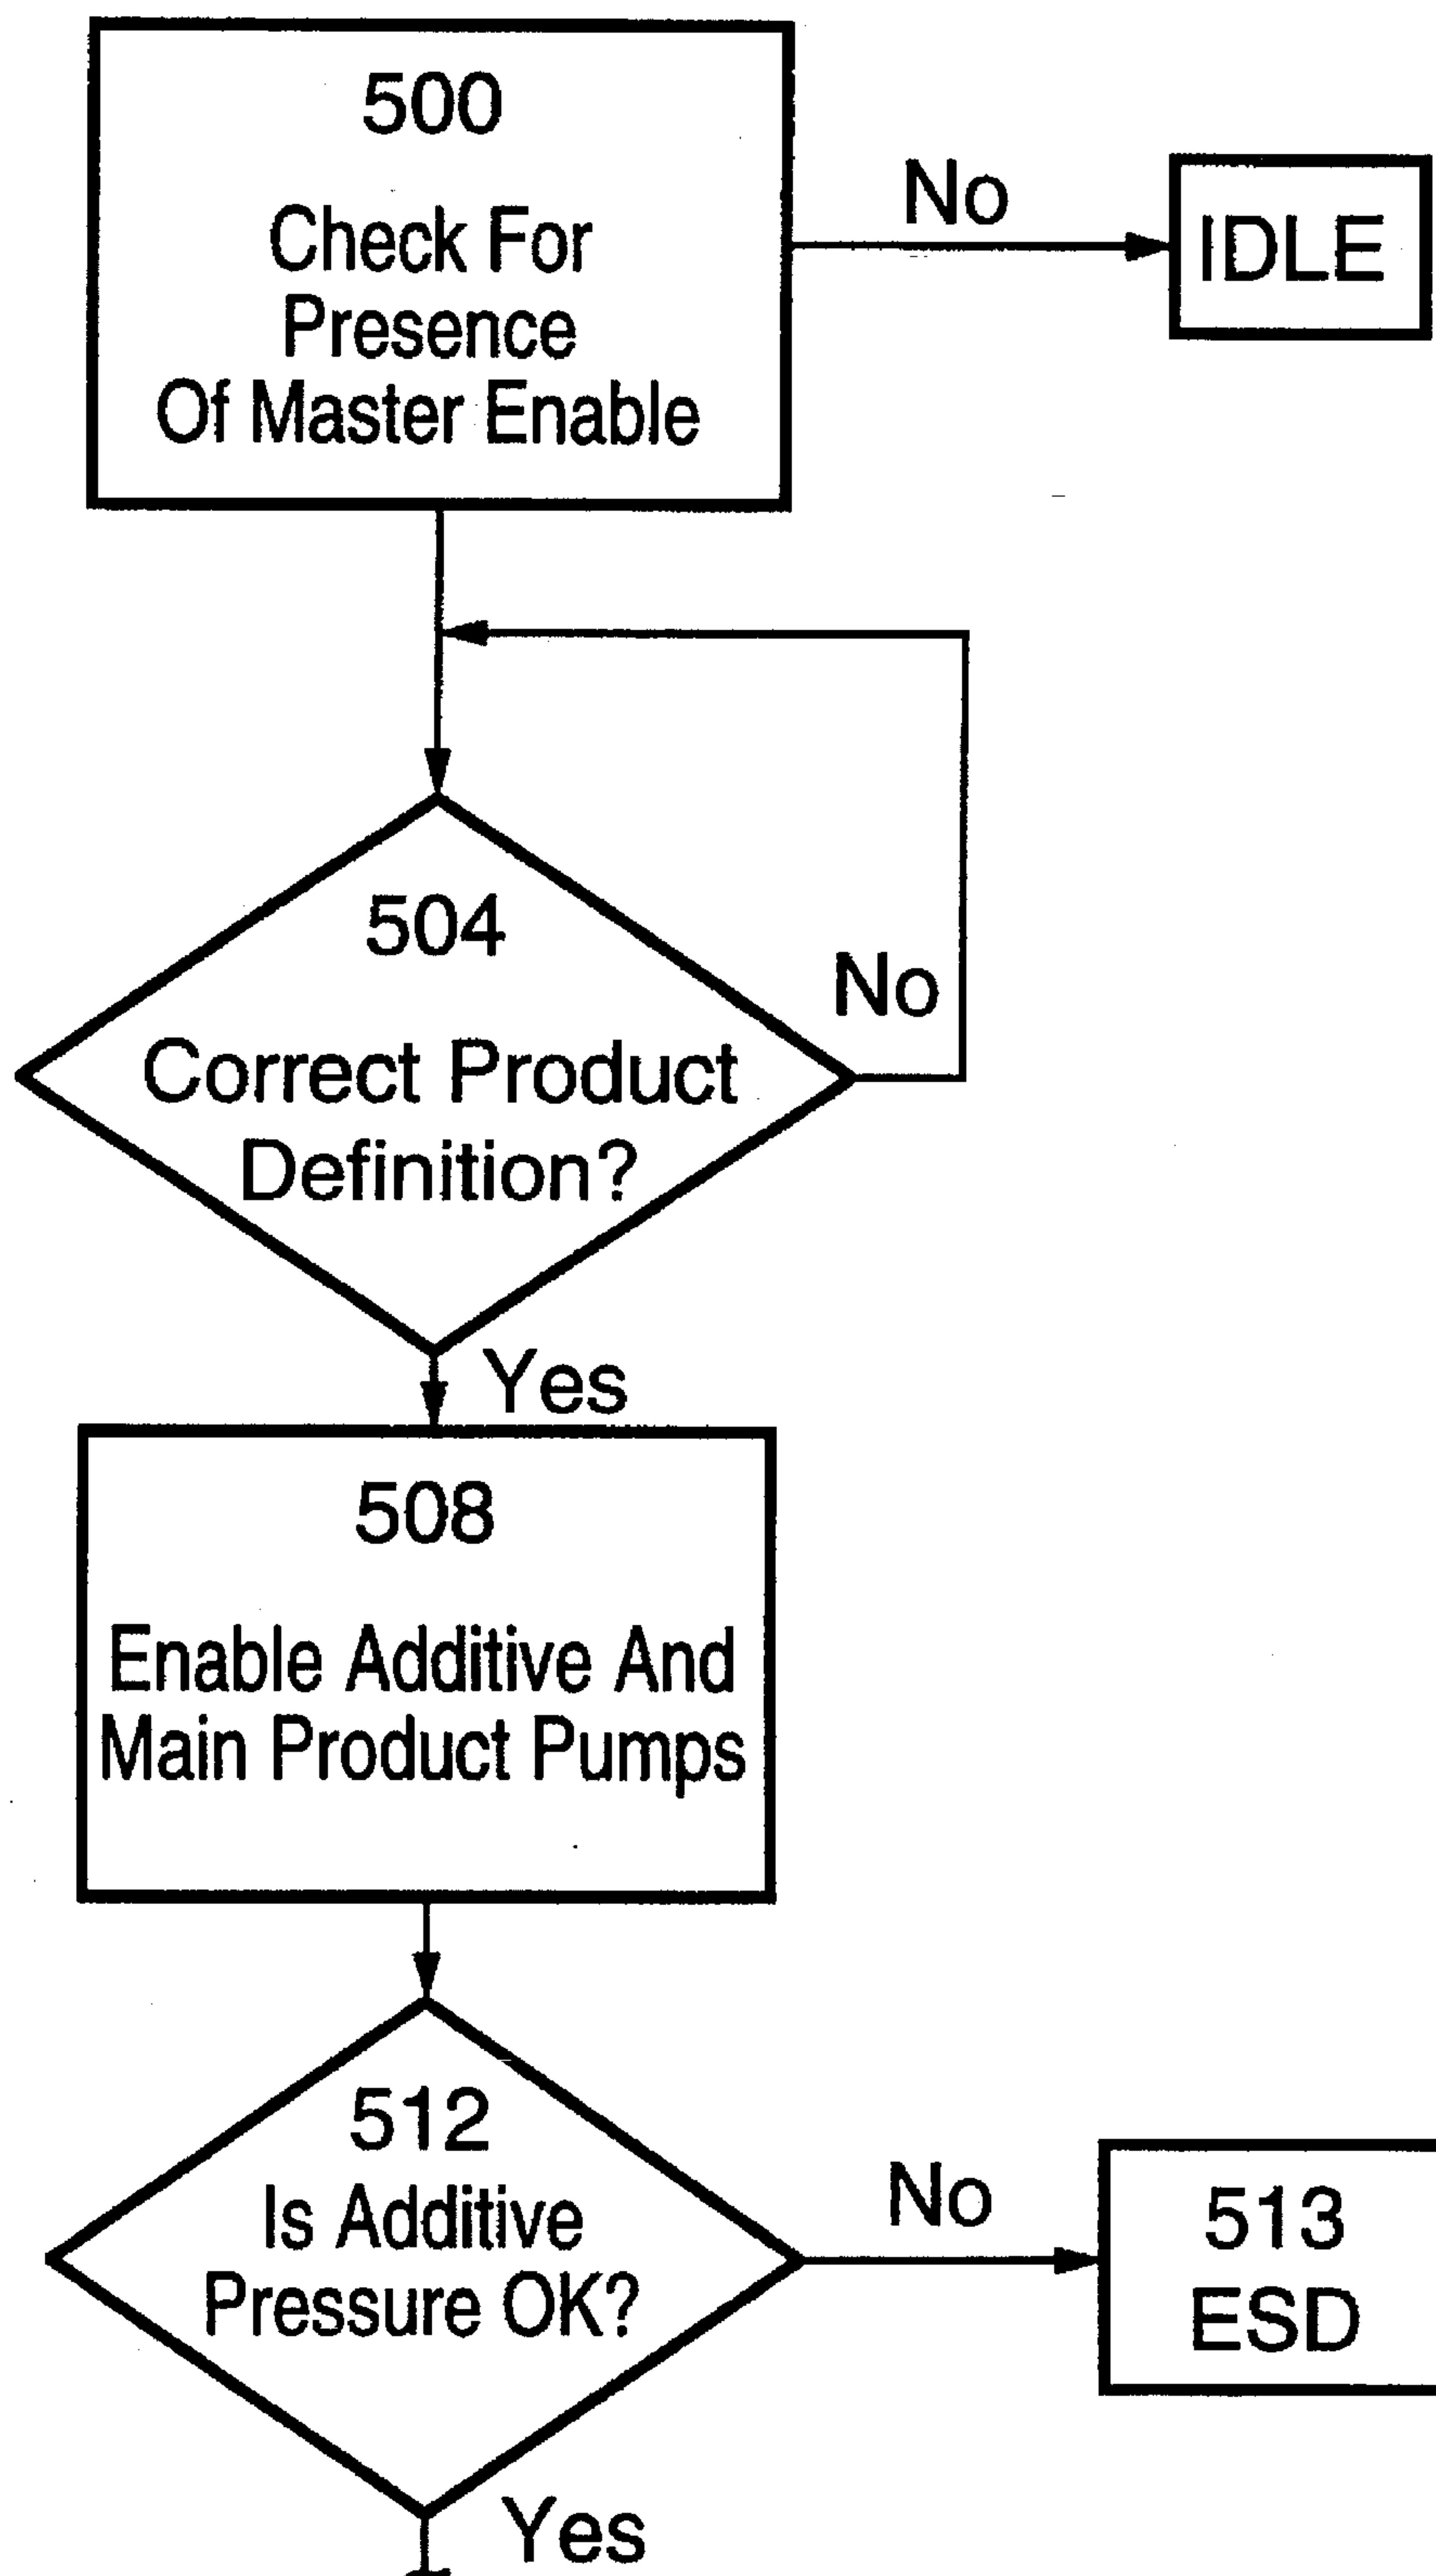 500
Check For
Presence
Of Master Enable
No
IDLE
504
Correct Product
Definition?
No
Yes
508
Enable Additive And
Main Product Pumps
512
Is Additive
Pressure OK?
No
513
ESD
Yes